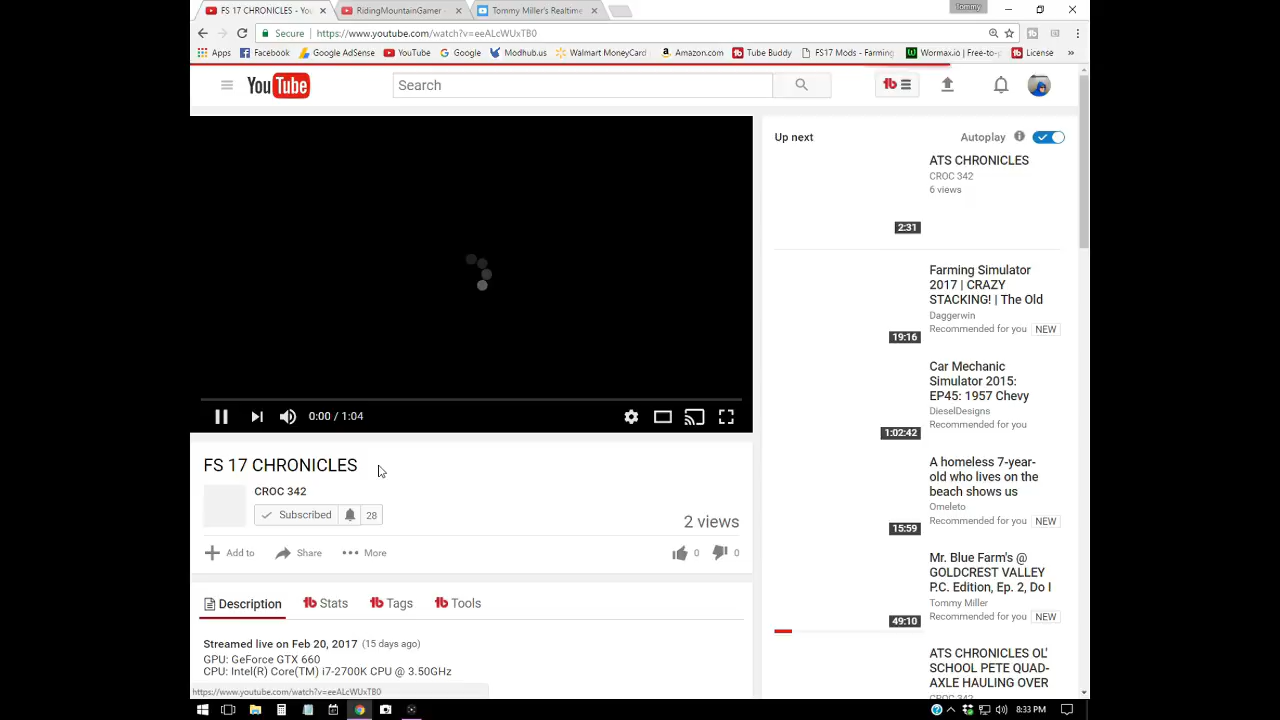 FS 17 CHRONICLES - You
RidingMountainGamer -
Tommy Miller's Realtime
Tommy
Secure
https://www.youtube.com/watch?v=eeALcWUxTB0
Apps
Facebook
Google AdSense
YouTube
Google
Modhub.us
Walmart MoneyCard
Amazon.com
Tube Buddy
FS17 Mods - Farming
Wormax.io | Free-to-
License
»
YouTube
Search
tb
Up next
Autoplay
ATS CHRONICLES
CROC 342
6 views
2:31
Farming Simulator
2017 | CRAZY
STACKING! | The Old
Daggerwin
Recommended for you NEW
19:16
Car Mechanic
Simulator 2015:
EP45: 1957 Chevy
DieselDesigns
Recommended for you
1:02:42
0:00 / 1:04
FS 17 CHRONICLES
CROC 342
Subscribed 28
2 views
Add to
Share
More
0
0
A homeless 7-year-
old who lives on the
beach shows us
Omeleto
Recommended for you NEW
15:59
Mr. Blue Farm's @
GOLDCREST VALLEY
P.C. Edition, Ep. 2, Do I
Tommy Miller
Recommended for you NEW
49:10
ATS CHRONICLES OL'
SCHOOL PETE QUAD-
AXLE HAULING OVER
CROC 342
Description
tb Stats
tb Tags
tb Tools
Streamed live on Feb 20, 2017 (15 days ago)
GPU: GeForce GTX 660
CPU: Intel(R) Core(TM) i7-2700K CPU @ 3.50GHz
https://www.youtube.com/watch?v=eeALcWUxTB0
8:33 PM